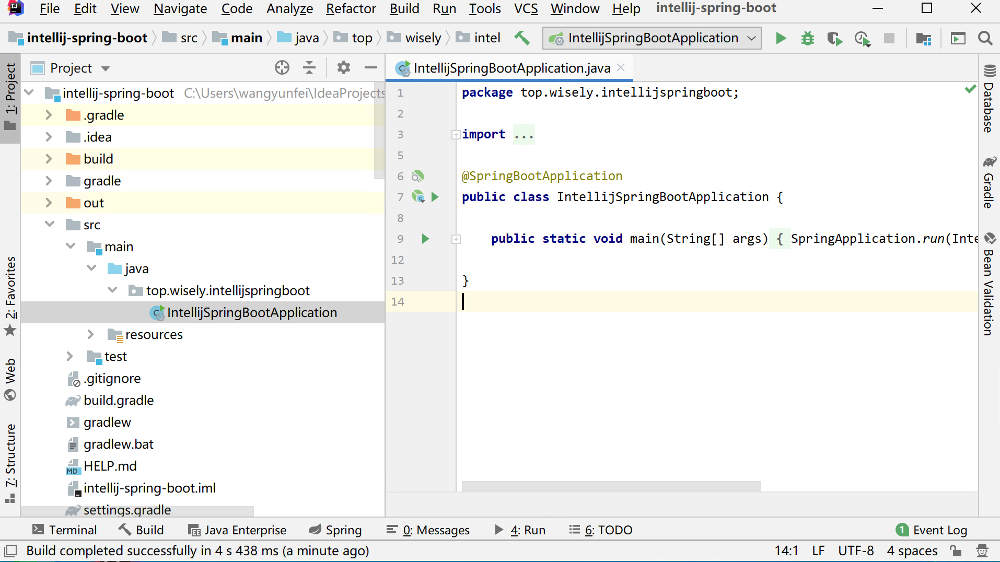 File Edit View Navigate Code Analyze Refactor Build Run Tools VCS Window Help intellij-spring-boot
intellij-spring-boot src main java top wisely intel IntellijSpringBootApplication
1: Project
2: Favorites
Web
7: Structure
Project
intellij-spring-boot C:\Users\wangyunfei\IdeaProjects
.gradle
.idea
build
gradle
out
src
main
java
top.wisely.intellijspringboot
IntellijSpringBootApplication
resources
test
.gitignore
build.gradle
gradlew
gradlew.bat
MD HELP.md
intellij-spring-boot.iml
settings.gradle
IntellijSpringBootApplication.java
1 package top.wisely.intellijspringboot;
2
3 import ...
5
6 @SpringBootApplication
7 public class IntellijSpringBootApplication {
8
9 public static void main(String[] args) { SpringApplication.run(Inte
12
13 }
14
Database
Gradle
Bean Validation
Terminal Build Java Enterprise Spring 0: Messages 4: Run 6: TODO 1 Event Log
Build completed successfully in 4 s 438 ms (a minute ago) 14:1 LF UTF-8 4 spaces